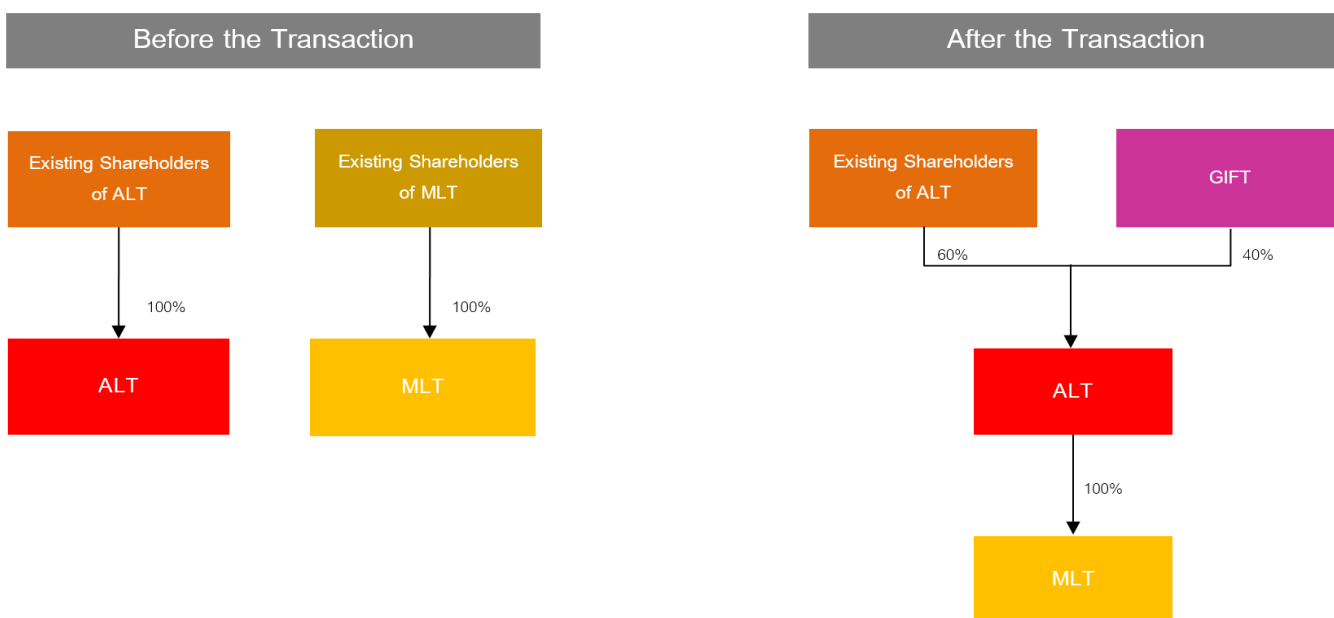 Before the Transaction
After the Transaction
Existing Shareholders
of ALT
Existing Shareholders
of MLT
Existing Shareholders
of ALT
GIFT
60%
40%
100%
100%
ALT
MLT
ALT
100%
MLT